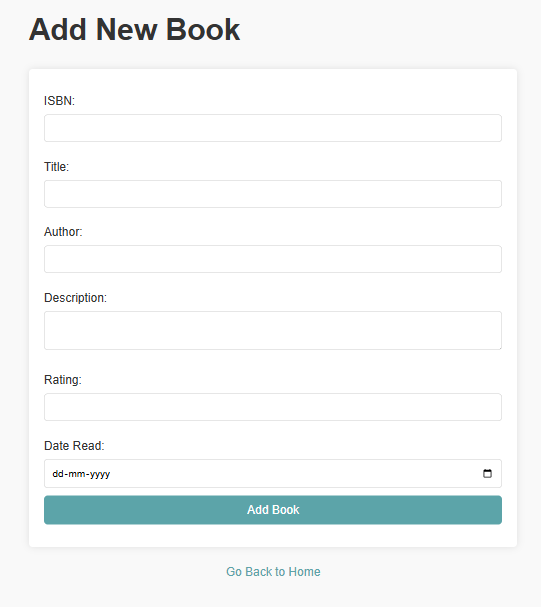 Add New Book
ISBN:
Title:
Author:
Description:
Rating:
Date Read:
dd-mm-yyyy
Add Book
Go Back to Home